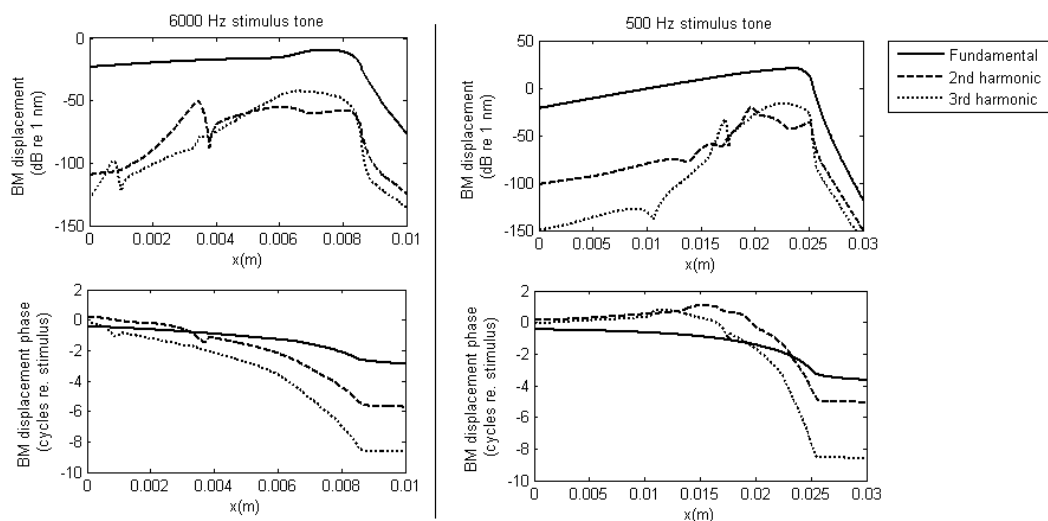 6000 Hz stimulus tone
BM displacement
(dB re 1 nm)
0
-50
-100
-150
0
0.002
0.004
0.006
0.008
0.01
x(m)
500 Hz stimulus tone
BM displacement
(dB re 1 nm)
50
0
-50
-100
-150
0
0.005
0.01
0.015
0.02
0.025
0.03
x(m)
Fundamental
2nd harmonic
3rd harmonic
BM displacement phase
(cycles re. stimulus)
2
0
-2
-4
-6
-8
-10
0
0.002
0.004
0.006
0.008
0.01
x(m)
BM displacement phase
(cycles re. stimulus)
2
0
-2
-4
-6
-8
-10
0
0.005
0.01
0.015
0.02
0.025
0.03
x(m)